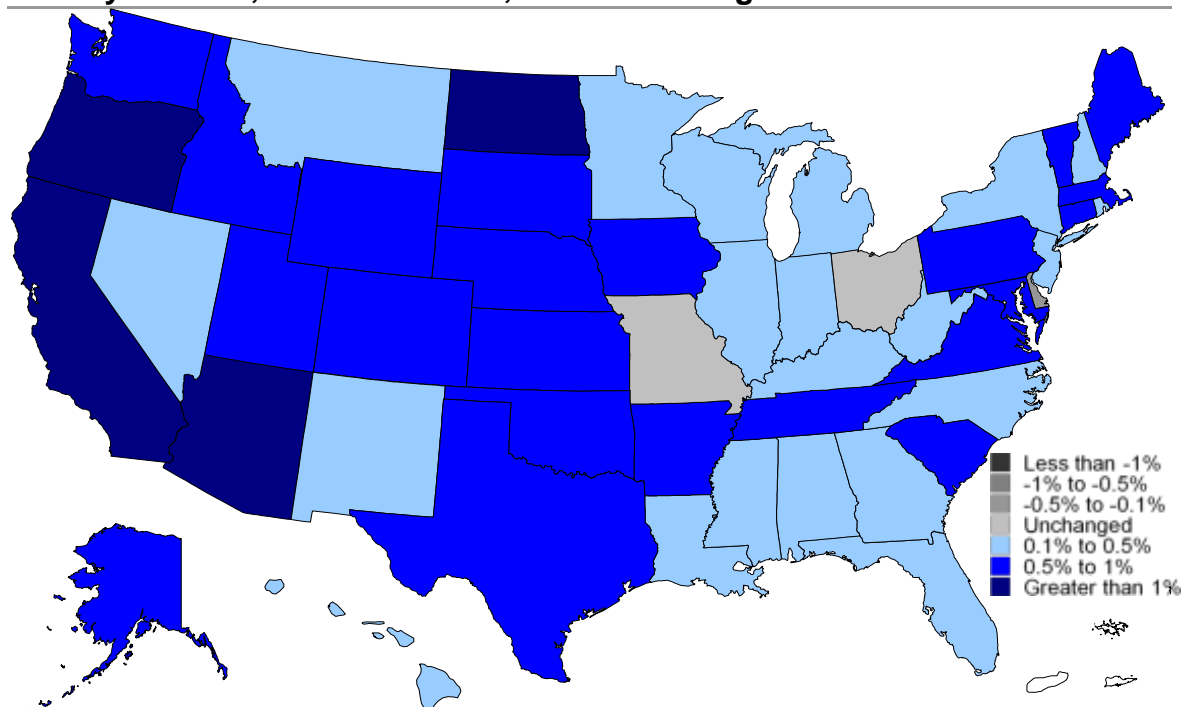 Less than -1%
-1% to -0.5%
-0.5% to -0.1%
Unchanged
0.1% to 0.5%
0.5% to 1%
Greater than 1%